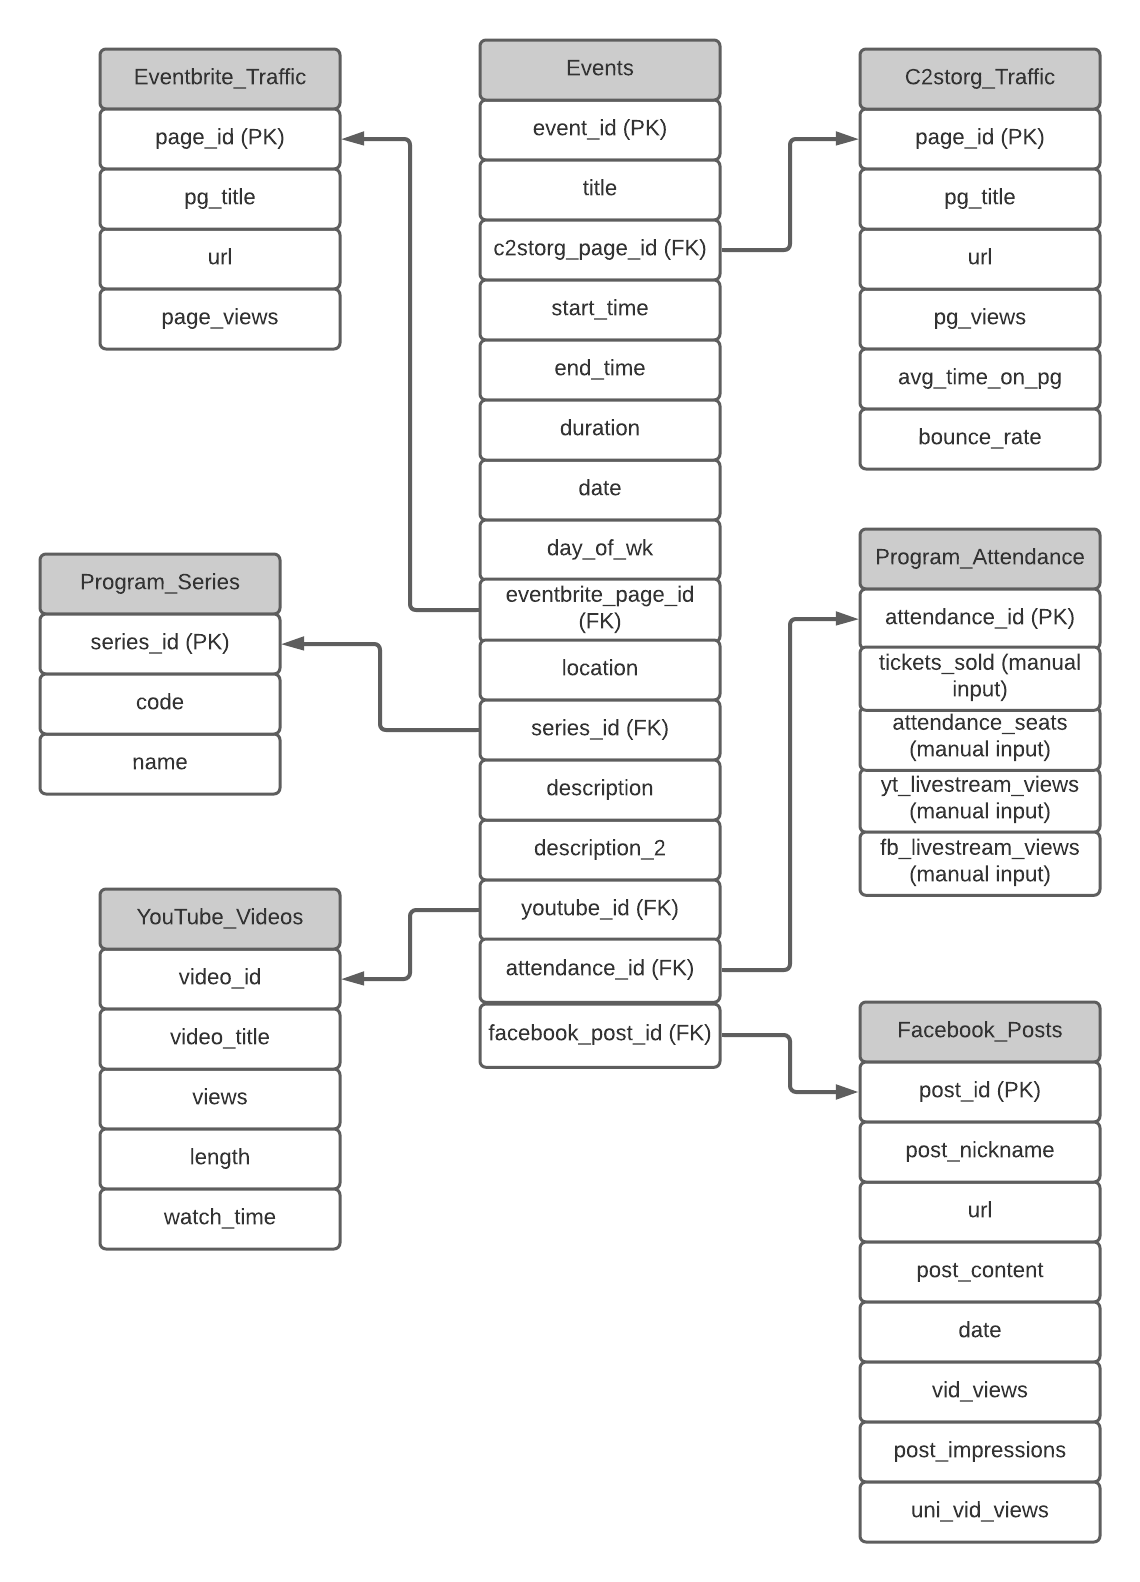 Eventbrite_Traffic
page_id (PK)
pg_title
url
page_views
Program_Series
series_id (PK)
code
name
YouTube_Videos
video_id
video_title
views
length
watch_time
Events
event_id (PK)
title
c2storg_page_id (FK)
start_time
end_time
duration
date
day_of_wk
eventbrite_page_id
(FK)
location
series_id (FK)
description
description_2
youtube_id (FK)
attendance_id (FK)
facebook_post_id (FK)
C2storg_Traffic
page_id (PK)
pg_title
url
pg_views
avg_time_on_pg
bounce_rate
Program_Attendance
attendance_id (PK)
tickets_sold (manual
input)
attendance_seats
(manual input)
yt_livestream_views
(manual input)
fb_livestream_views
(manual input)
Facebook_Posts
post_id (PK)
post_nickname
url
post_content
date
vid_views
post_impressions
uni_vid_views